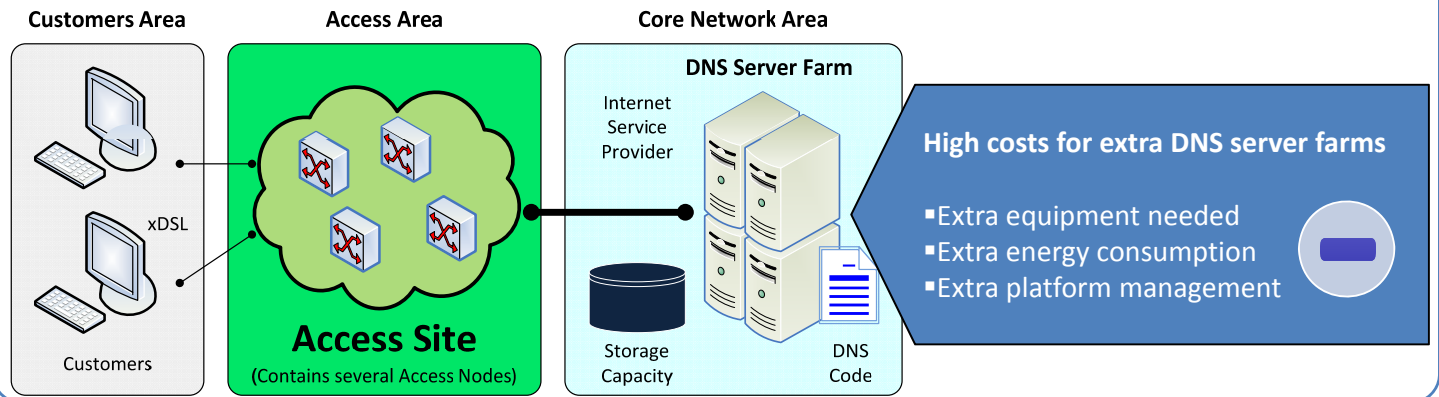 Customers Area
Access Area
Core Network Area
xDSL
Customers
Access Site
(Contains several Access Nodes)
DNS Server Farm
Internet
Service
Provider
Storage
Capacity
DNS
Code
High costs for extra DNS server farms
▪Extra equipment needed
▪Extra energy consumption
▪Extra platform management